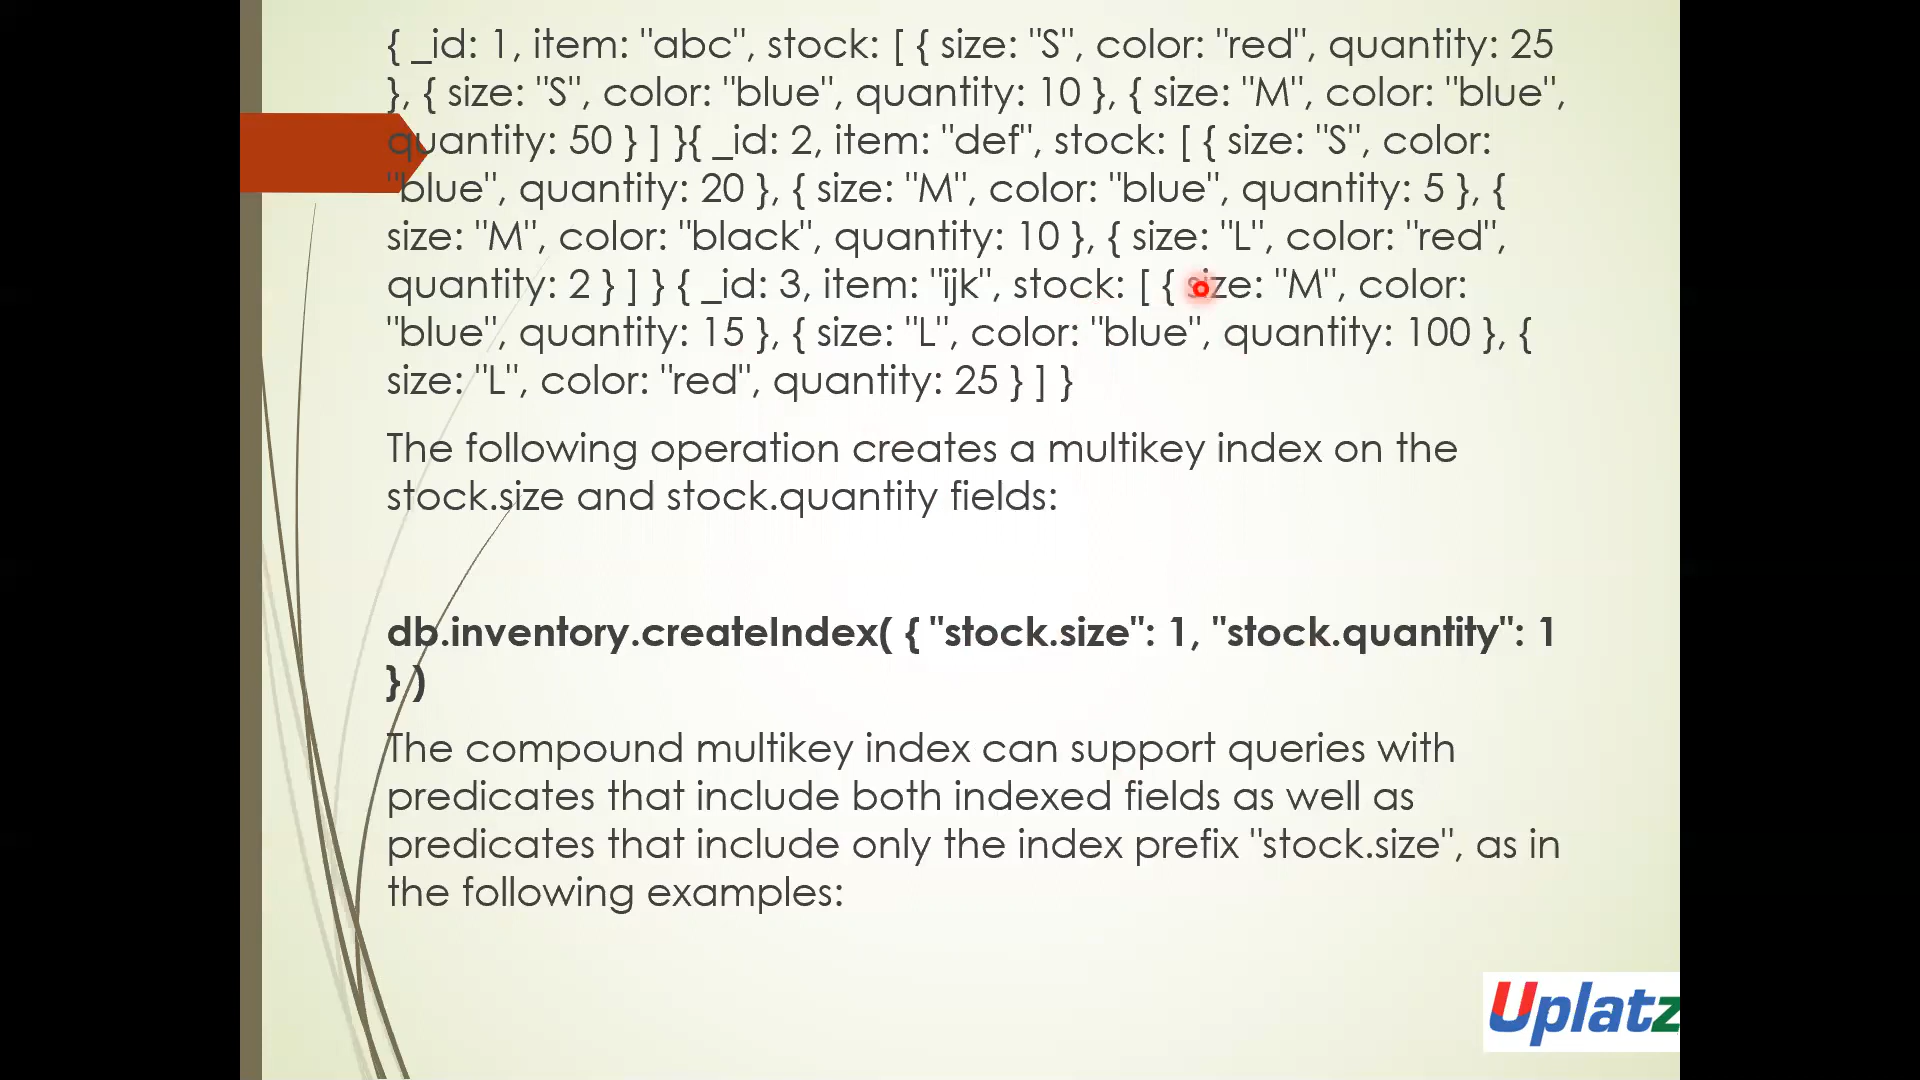 { _id: 1, item: "abc", stock: [ { size: "S", color: "red", quantity: 25
}, { size: "S", color: "blue", quantity: 10 }, { size: "M", color: "blue",
quantity: 50 } ] }{ _id: 2, item: "def", stock: [ { size: "S", color:
"blue", quantity: 20 }, { size: "M", color: "blue", quantity: 5 }, {
size: "M", color: "black", quantity: 10 }, { size: "L", color: "red",
quantity: 2 } ] } { _id: 3, item: "ijk", stock: [ { size: "M", color:
"blue", quantity: 15 }, { size: "L", color: "blue", quantity: 100 }, {
size: "L", color: "red", quantity: 25 } ] }
The following operation creates a multikey index on the
stock.size and stock.quantity fields:
db.inventory.createIndex( { "stock.size": 1, "stock.quantity": 1
} )
The compound multikey index can support queries with
predicates that include both indexed fields as well as
predicates that include only the index prefix "stock.size", as in
the following examples:
Uplatz